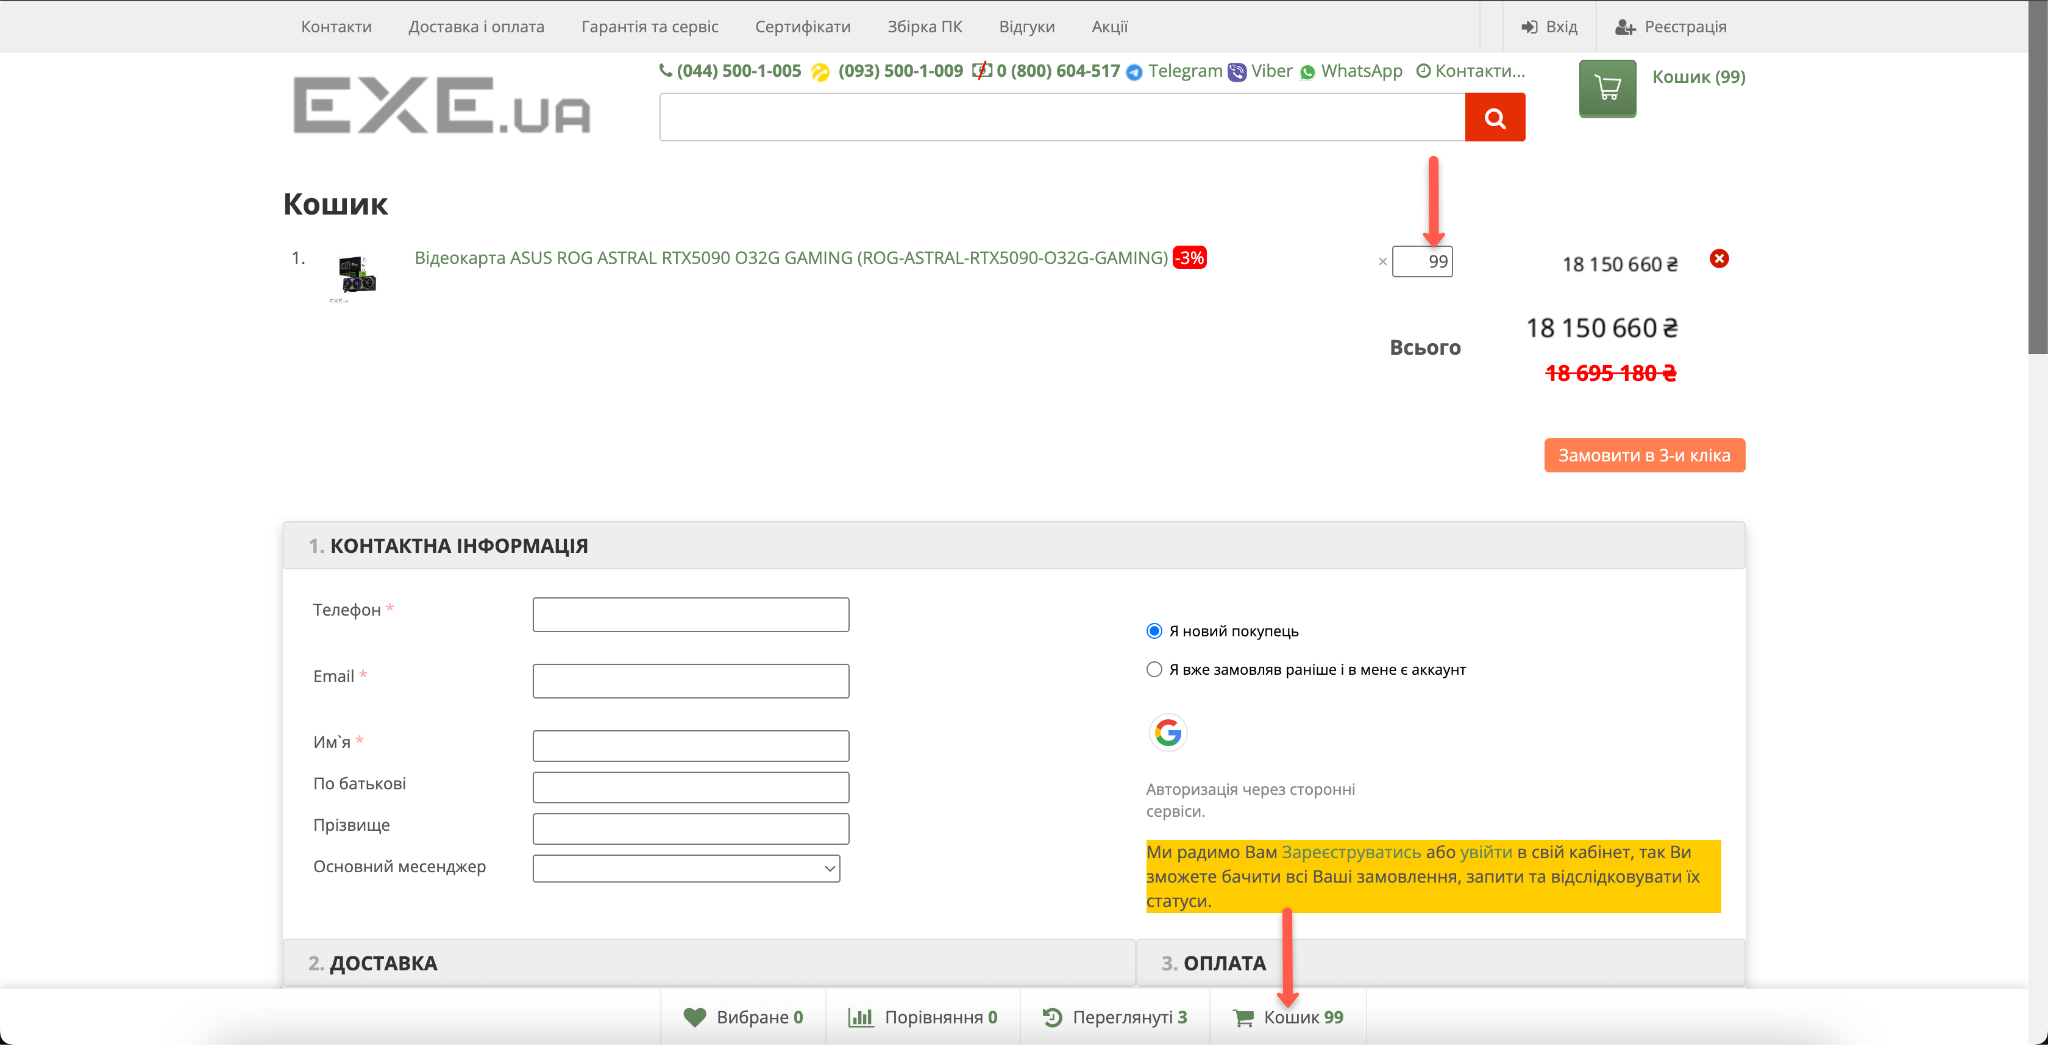 Контакти Доставка і оплата Гарантія та сервіс Сертифікати Збірка ПК Відгуки Акції Вхід Реєстрація
(044) 500-1-005 (093) 500-1-009 0 (800) 604-517 Telegram Viber WhatsApp Контакти...
EXE.UA
Кошик (99)
Кошик
1. Відеокарта ASUS ROG ASTRAL RTX5090 O32G GAMING (ROG-ASTRAL-RTX5090-O32G-GAMING) -3% × 99 18 150 660 ₴
EXE.UA
Всього 18 150 660 ₴
18 695 180 ₴
Замовити в 3-и кліка
1. КОНТАКТНА ІНФОРМАЦІЯ
Телефон *
Email *
Им`я *
По батькові
Прізвище
Основний месенджер
Я новий покупець
Я вже замовляв раніше і в мене є аккаунт
Авторизація через сторонні
сервіси.
Ми радимо Вам Зареєструватись або увійти в свій кабінет, так Ви
зможете бачити всі Ваші замовлення, запити та відслідковувати їх
статуси.
2. ДОСТАВКА
3. ОПЛАТА
Вибране 0 Порівняння 0 Переглянуті 3 Кошик 99